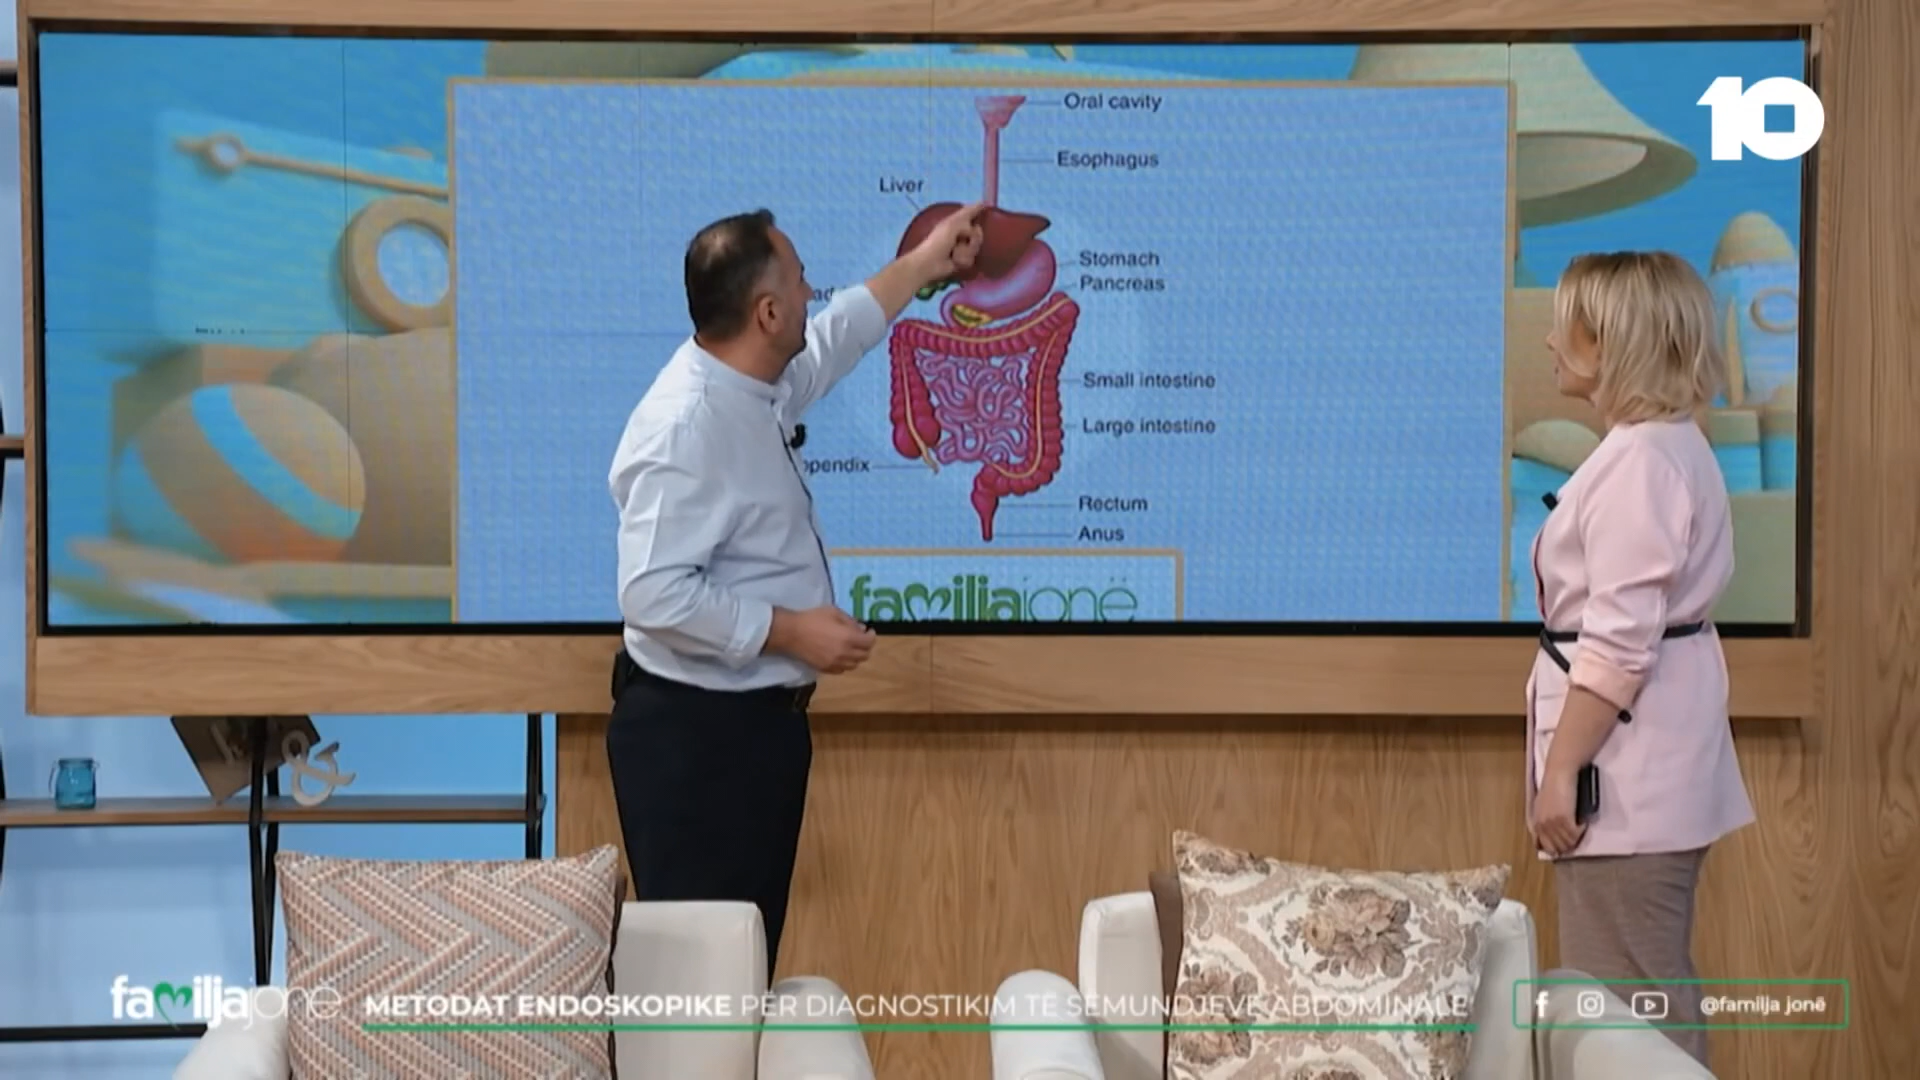 10
Oral cavity
Esophagus
Liver
Stomach
Pancreas
Small intestine
Large intestine
Rectum
Anus
familjajonë
&
familjajonë
METODAT ENDOSKOPIKE PËR DIAGNOSTIKIM TË SËMUNDJEVE ABDOMINALE
@familja jonë